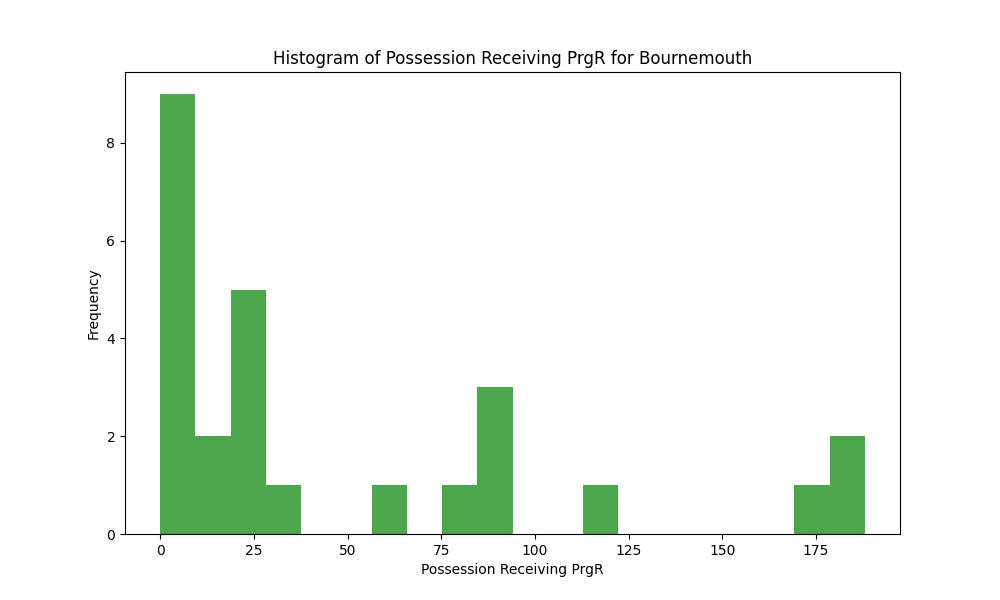 Histogram of Possession Receiving PrgR for Bournemouth
8
6
4
2
0
Frequency
0 25 50 75 100 125 150 175
Possession Receiving PrgR